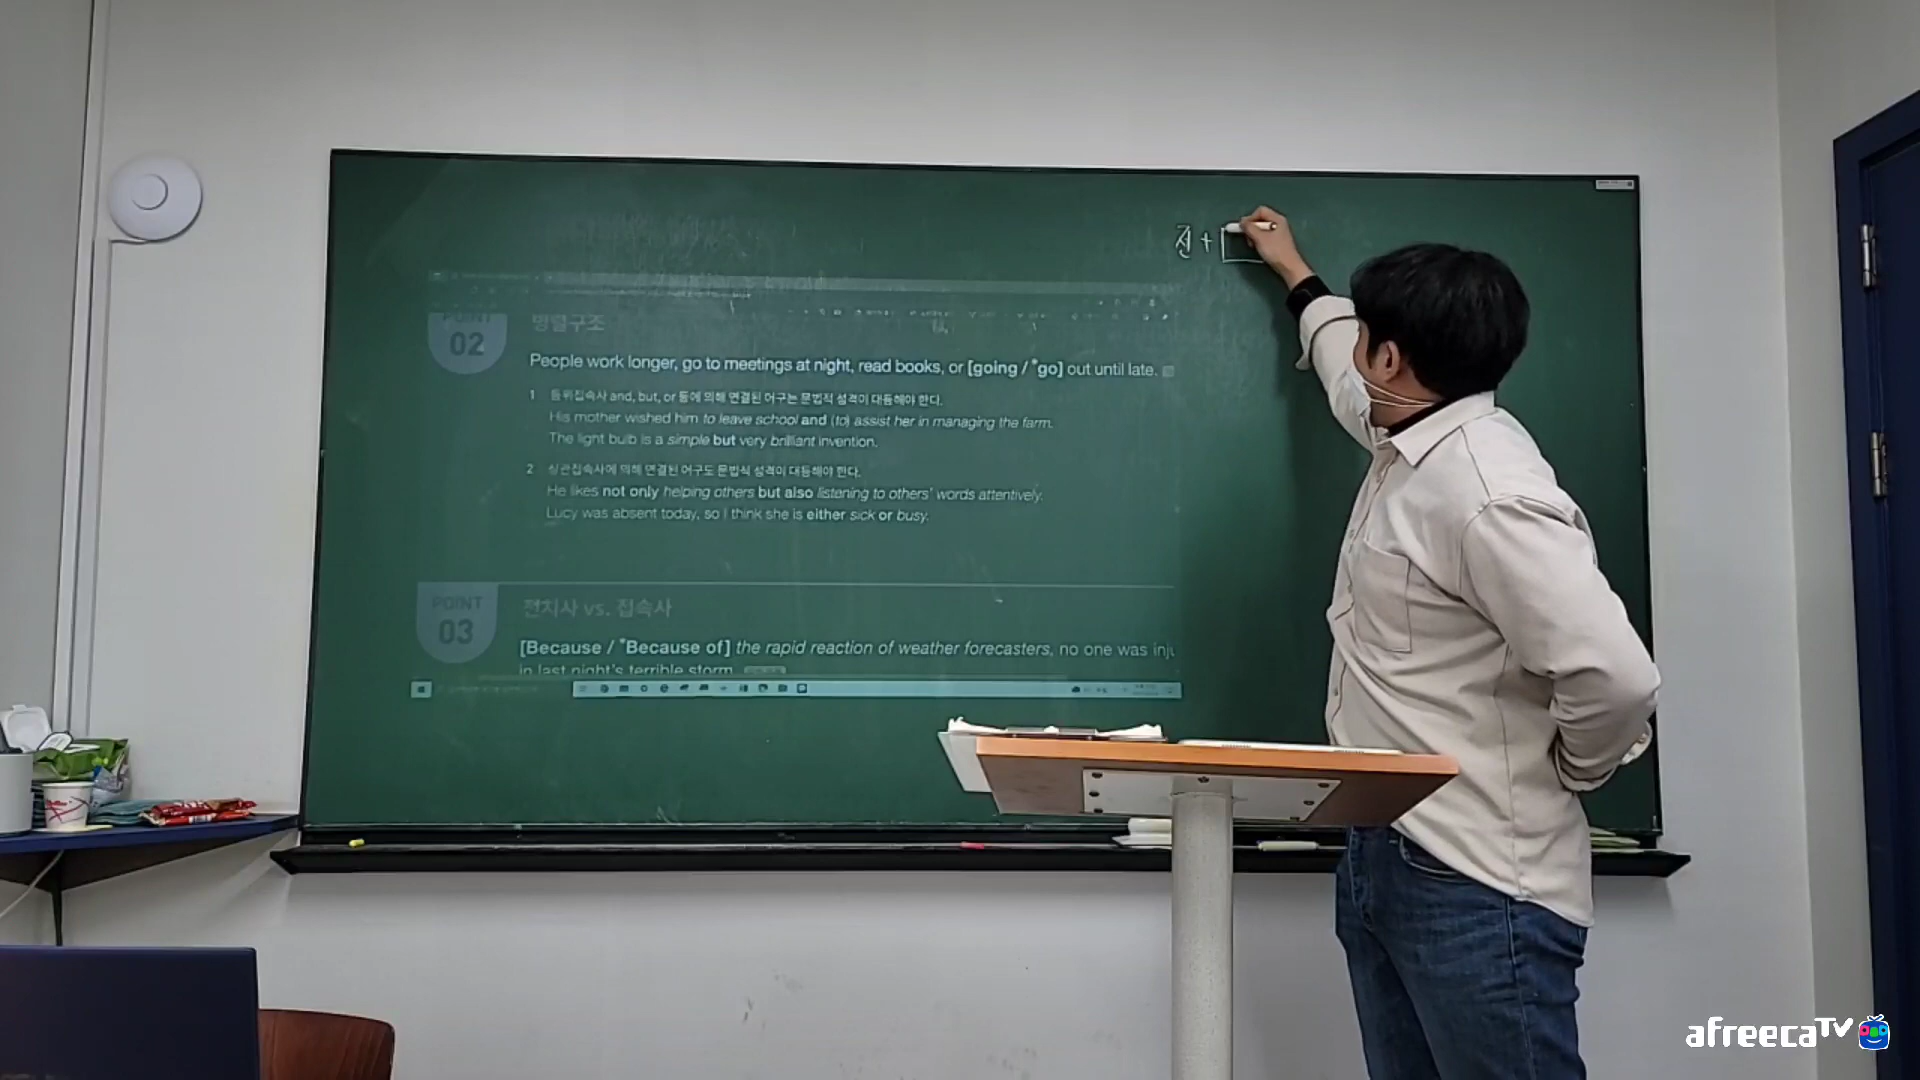 전 +
POINT
02
병렬구조
People work longer, go to meetings at night, read books, or [going / *go] out until late.
1 등위접속사 and, but, or 등에 의해 연결된 어구는 문법적 성격이 대등해야 한다.
His mother wished him to leave school and (to) assist her in managing the farm.
The light bulb is a simple but very brilliant invention.
2 상관접속사에 의해 연결된 어구도 문법적 성격이 대등해야 한다.
He likes not only helping others but also listening to others' words attentively.
Lucy was absent today, so I think she is either sick or busy.
POINT
03
전치사 vs. 접속사
[Because / *Because of] the rapid reaction of weather forecasters, no one was inju
in last night's terrible storm.
afreecaTV